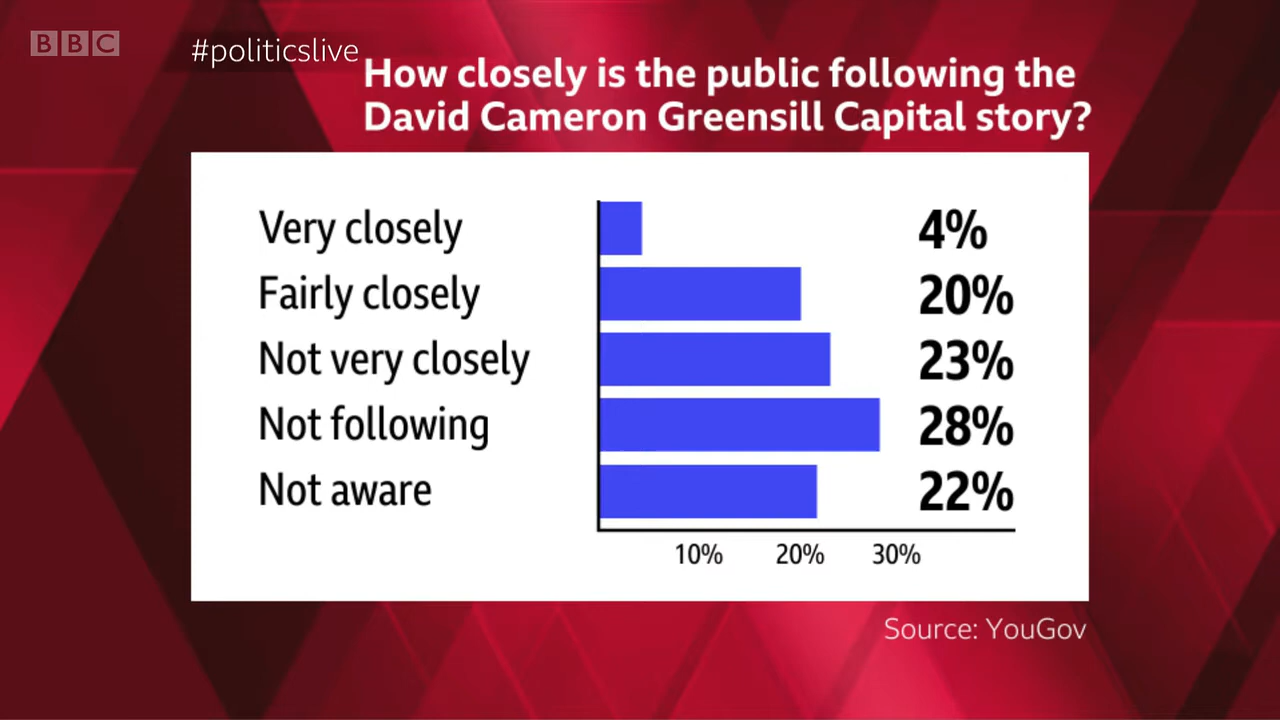 BBC
#politicslive
How closely is the public following the
David Cameron Greensill Capital story?
Very closely 4%
Fairly closely 20%
Not very closely 23%
Not following 28%
Not aware 22%
10% 20% 30%
Source: YouGov